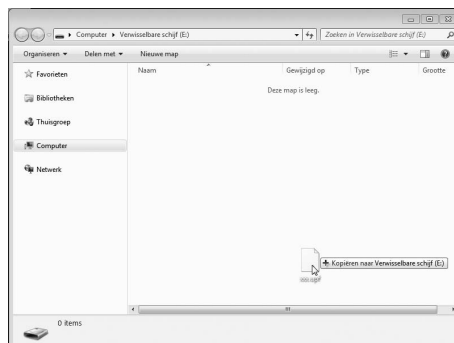 Computer ▸ Verwisselbare schijf (E:)
Zoeken in Verwisselbare schijf (E:)
Organiseren ▾ Delen met ▾ Nieuwe map
Naam Gewijzigd op Type Grootte
Deze map is leeg.
Favorieten
Bibliotheken
Thuisgroep
Computer
Netwerk
Kopiëren naar Verwisselbare schijf (E:)
0 items